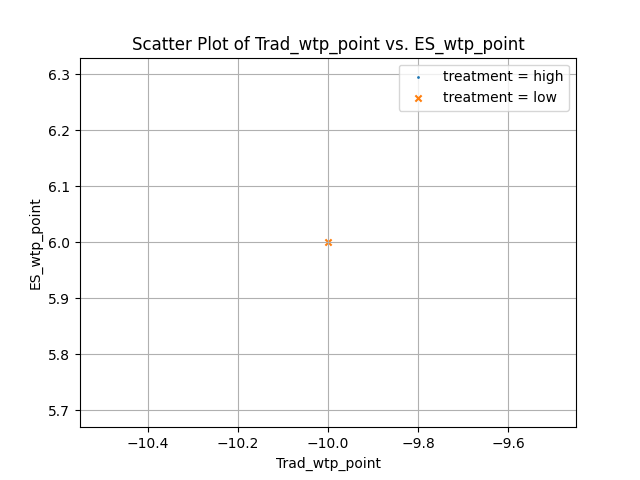 Scatter Plot of Trad_wtp_point vs. ES_wtp_point
treatment = high
treatment = low
6.3
6.2
6.1
6.0
5.9
5.8
5.7
ES_wtp_point
−10.4
−10.2
−10.0
−9.8
−9.6
Trad_wtp_point